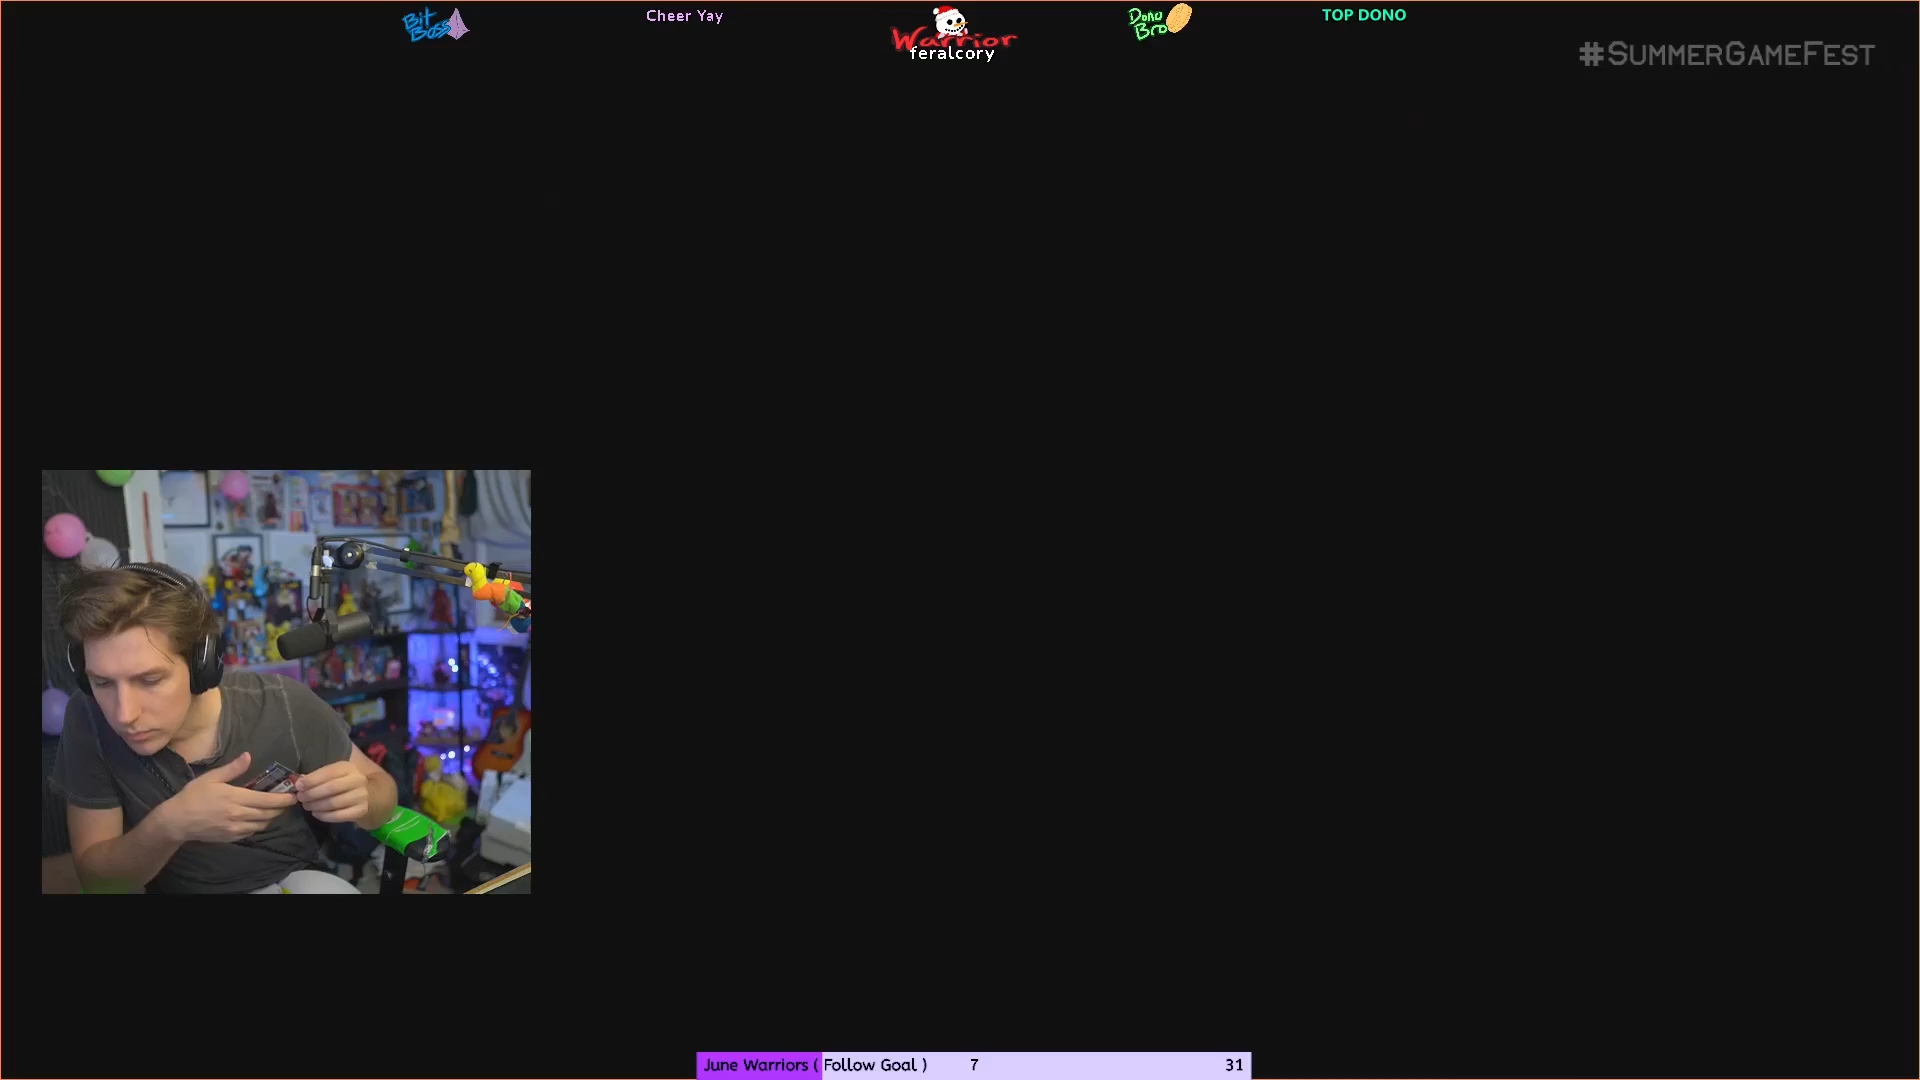 Bit Boss
Cheer Yay
Warrior
feralcory
Dono Bro
TOP DONO
#SUMMERGAMEFEST
June Warriors ( Follow Goal ) 7 31